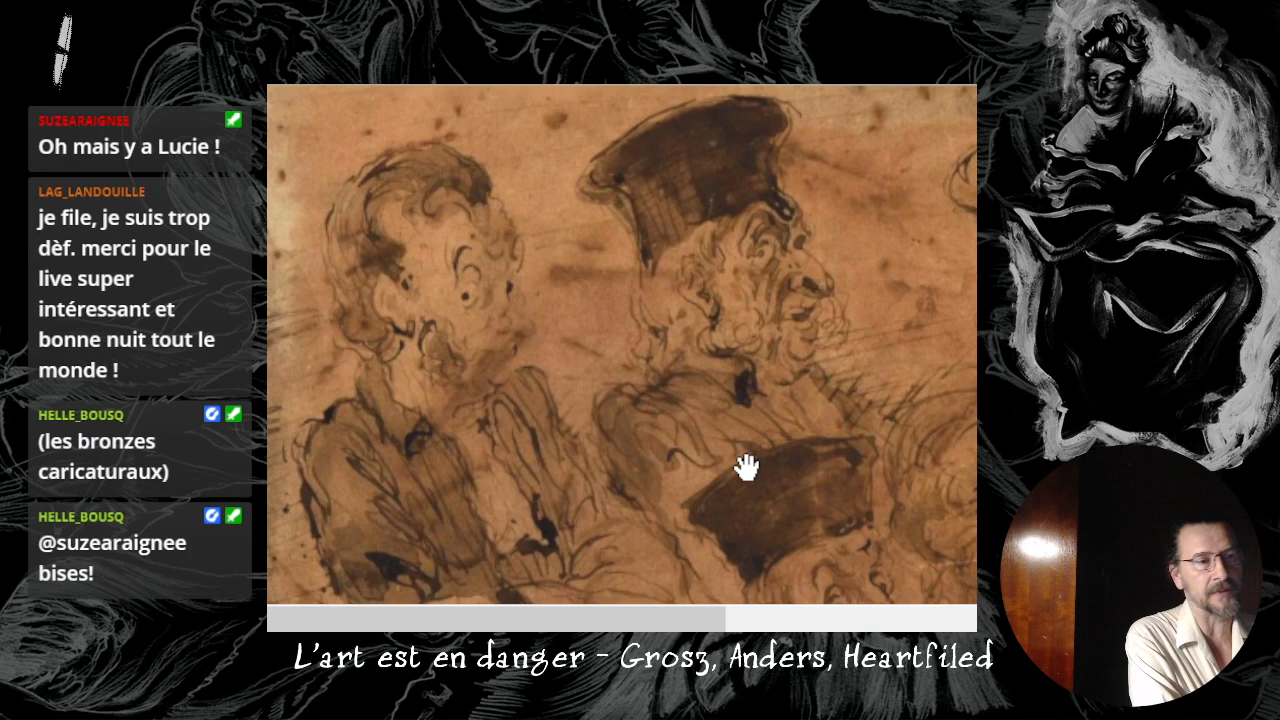 SUZEARAIGNEE
Oh mais y a Lucie !
LAG_LANDOUILLE
je file, je suis trop
dèf. merci pour le
live super
intéressant et
bonne nuit tout le
monde !
HELLE_BOUSQ
(les bronzes
caricaturaux)
HELLE_BOUSQ
@suzearaignee
bises!
L'art est en danger - Grosz, Anders, Heartfiled